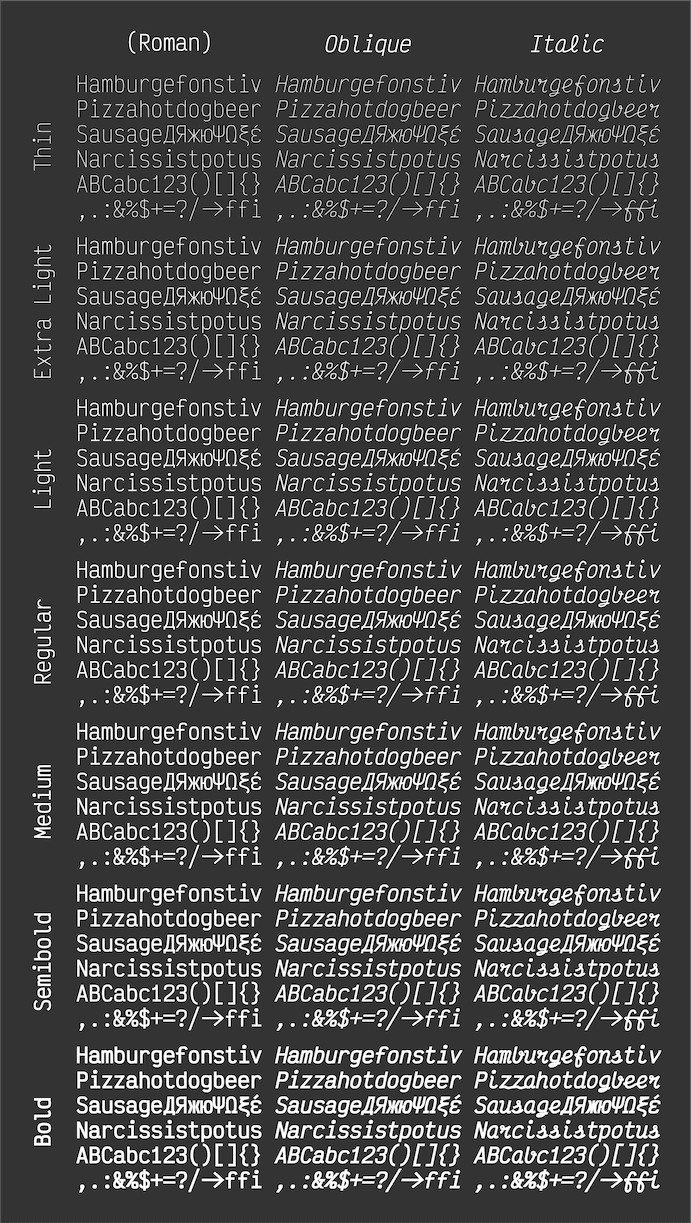 (Roman) Oblique Italic
Thin
Hamburgefonstiv Hamburgefonstiv Hamburgefonstiv
Pizzahotdogbeer Pizzahotdogbeer Pizzahotdogbeer
SausageДЯжюΨΩξέ SausageДЯжюΨΩξέ SausageДЯжюΨΩξέ
Narcissistpotus Narcissistpotus Narcissistpotus
ABCabc123()[]{} ABCabc123()[]{} ABCabc123()[]{}
,.:&%$+=?/→ffi ,.:&%$+=?/→ffi ,.:&%$+=?/→ffi
Extra Light
Hamburgefonstiv Hamburgefonstiv Hamburgefonstiv
Pizzahotdogbeer Pizzahotdogbeer Pizzahotdogbeer
SausageДЯжюΨΩξέ SausageДЯжюΨΩξέ SausageДЯжюΨΩξέ
Narcissistpotus Narcissistpotus Narcissistpotus
ABCabc123()[]{} ABCabc123()[]{} ABCabc123()[]{}
,.:&%$+=?/→ffi ,.:&%$+=?/→ffi ,.:&%$+=?/→ffi
Light
Hamburgefonstiv Hamburgefonstiv Hamburgefonstiv
Pizzahotdogbeer Pizzahotdogbeer Pizzahotdogbeer
SausageДЯжюΨΩξέ SausageДЯжюΨΩξέ SausageДЯжюΨΩξέ
Narcissistpotus Narcissistpotus Narcissistpotus
ABCabc123()[]{} ABCabc123()[]{} ABCabc123()[]{}
,.:&%$+=?/→ffi ,.:&%$+=?/→ffi ,.:&%$+=?/→ffi
Regular
Hamburgefonstiv Hamburgefonstiv Hamburgefonstiv
Pizzahotdogbeer Pizzahotdogbeer Pizzahotdogbeer
SausageДЯжюΨΩξέ SausageДЯжюΨΩξέ SausageДЯжюΨΩξέ
Narcissistpotus Narcissistpotus Narcissistpotus
ABCabc123()[]{} ABCabc123()[]{} ABCabc123()[]{}
,.:&%$+=?/→ffi ,.:&%$+=?/→ffi ,.:&%$+=?/→ffi
Medium
Hamburgefonstiv Hamburgefonstiv Hamburgefonstiv
Pizzahotdogbeer Pizzahotdogbeer Pizzahotdogbeer
SausageДЯжюΨΩξέ SausageДЯжюΨΩξέ SausageДЯжюΨΩξέ
Narcissistpotus Narcissistpotus Narcissistpotus
ABCabc123()[]{} ABCabc123()[]{} ABCabc123()[]{}
,.:&%$+=?/→ffi ,.:&%$+=?/→ffi ,.:&%$+=?/→ffi
Semibold
Hamburgefonstiv Hamburgefonstiv Hamburgefonstiv
Pizzahotdogbeer Pizzahotdogbeer Pizzahotdogbeer
SausageДЯжюΨΩξέ SausageДЯжюΨΩξέ SausageДЯжюΨΩξέ
Narcissistpotus Narcissistpotus Narcissistpotus
ABCabc123()[]{} ABCabc123()[]{} ABCabc123()[]{}
,.:&%$+=?/→ffi ,.:&%$+=?/→ffi ,.:&%$+=?/→ffi
Bold
Hamburgefonstiv Hamburgefonstiv Hamburgefonstiv
Pizzahotdogbeer Pizzahotdogbeer Pizzahotdogbeer
SausageДЯжюΨΩξέ SausageДЯжюΨΩξέ SausageДЯжюΨΩξέ
Narcissistpotus Narcissistpotus Narcissistpotus
ABCabc123()[]{} ABCabc123()[]{} ABCabc123()[]{}
,.:&%$+=?/→ffi ,.:&%$+=?/→ffi ,.:&%$+=?/→ffi